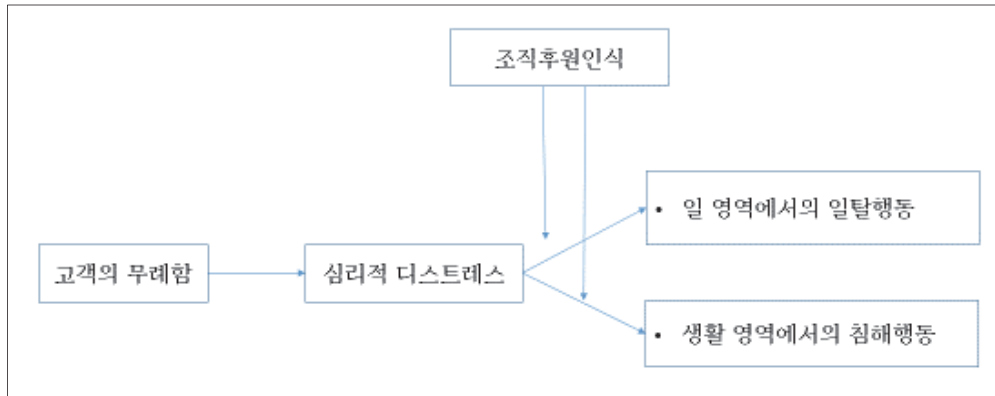 조직후원인식
• 일 영역에서의 일탈행동
고객의 무례함
심리적 디스트레스
• 생활 영역에서의 침해행동